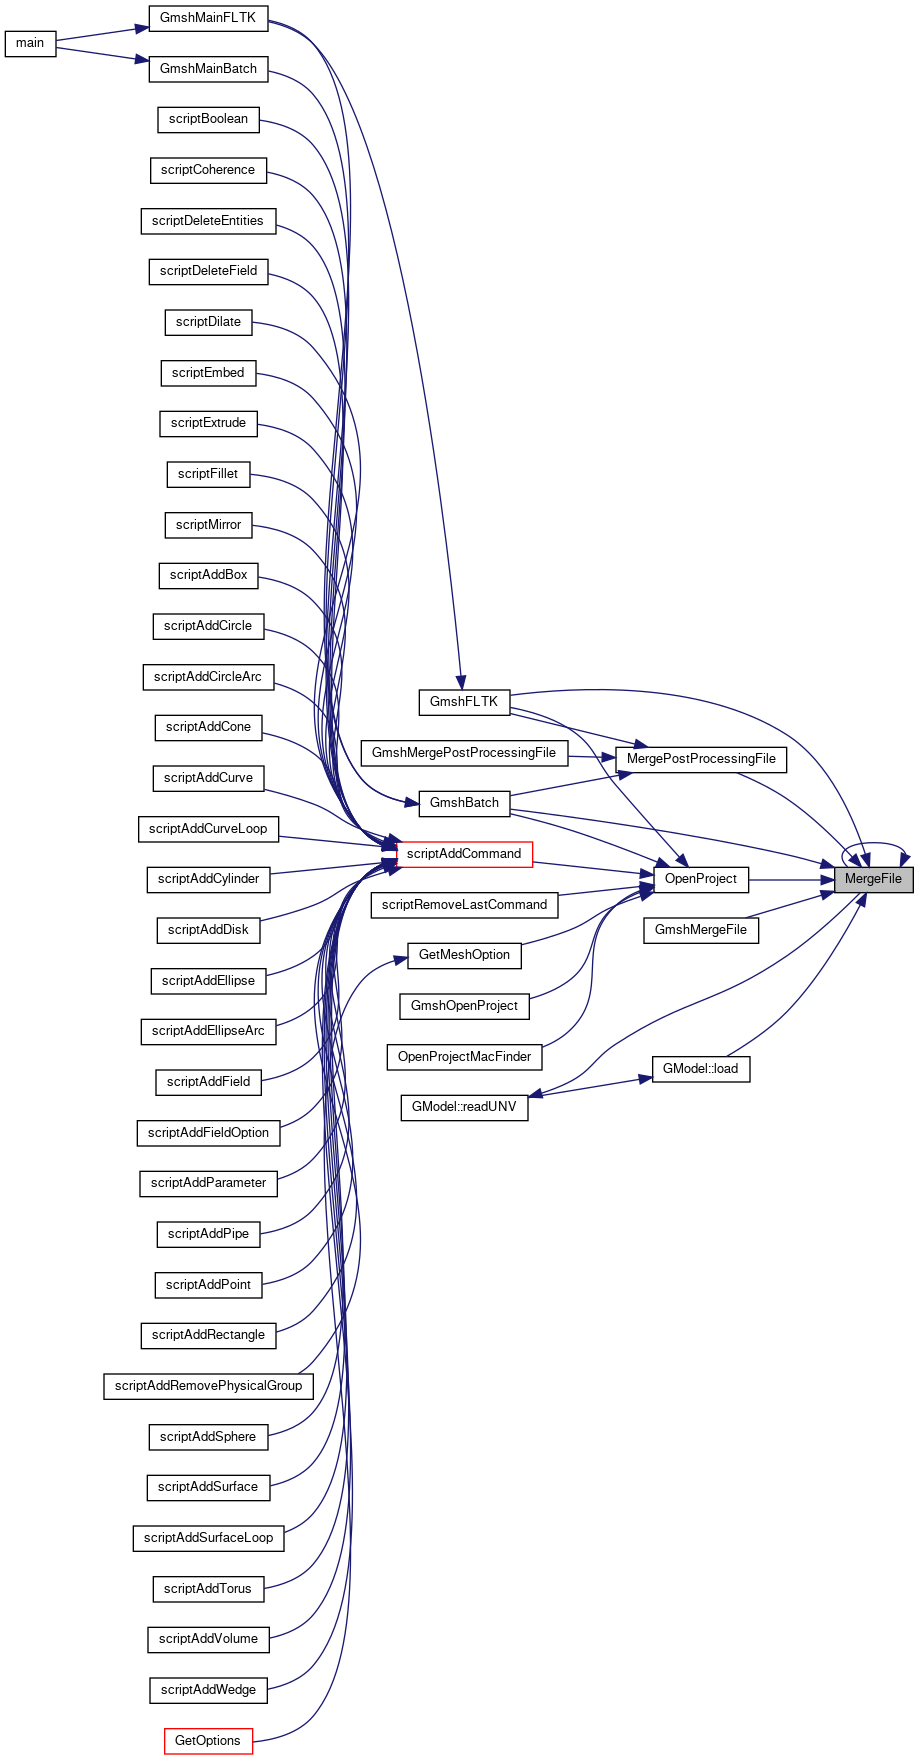 main
GmshMainFLTK
GmshMainBatch
scriptBoolean
scriptCoherence
scriptDeleteEntities
scriptDeleteField
scriptDilate
scriptEmbed
scriptExtrude
scriptFillet
scriptMirror
scriptAddBox
scriptAddCircle
scriptAddCircleArc
scriptAddCone
scriptAddCurve
scriptAddCurveLoop
scriptAddCylinder
scriptAddDisk
scriptAddEllipse
scriptAddEllipseArc
scriptAddField
scriptAddFieldOption
scriptAddParameter
scriptAddPipe
scriptAddPoint
scriptAddRectangle
scriptAddRemovePhysicalGroup
scriptAddSphere
scriptAddSurface
scriptAddSurfaceLoop
scriptAddTorus
scriptAddVolume
scriptAddWedge
GetOptions
GmshFLTK
GmshMergePostProcessingFile
GmshBatch
scriptAddCommand
scriptRemoveLastCommand
GetMeshOption
GmshOpenProject
OpenProjectMacFinder
GModel::readUNV
MergePostProcessingFile
OpenProject
GmshMergeFile
GModel::load
MergeFile